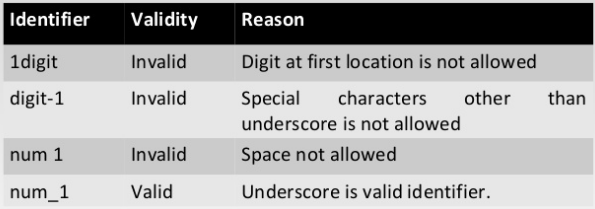 Identifier Validity Reason
1digit Invalid Digit at first location is not allowed
digit-1 Invalid Special characters other than
underscore is not allowed
num 1 Invalid Space not allowed
num_1 Valid Underscore is valid identifier.